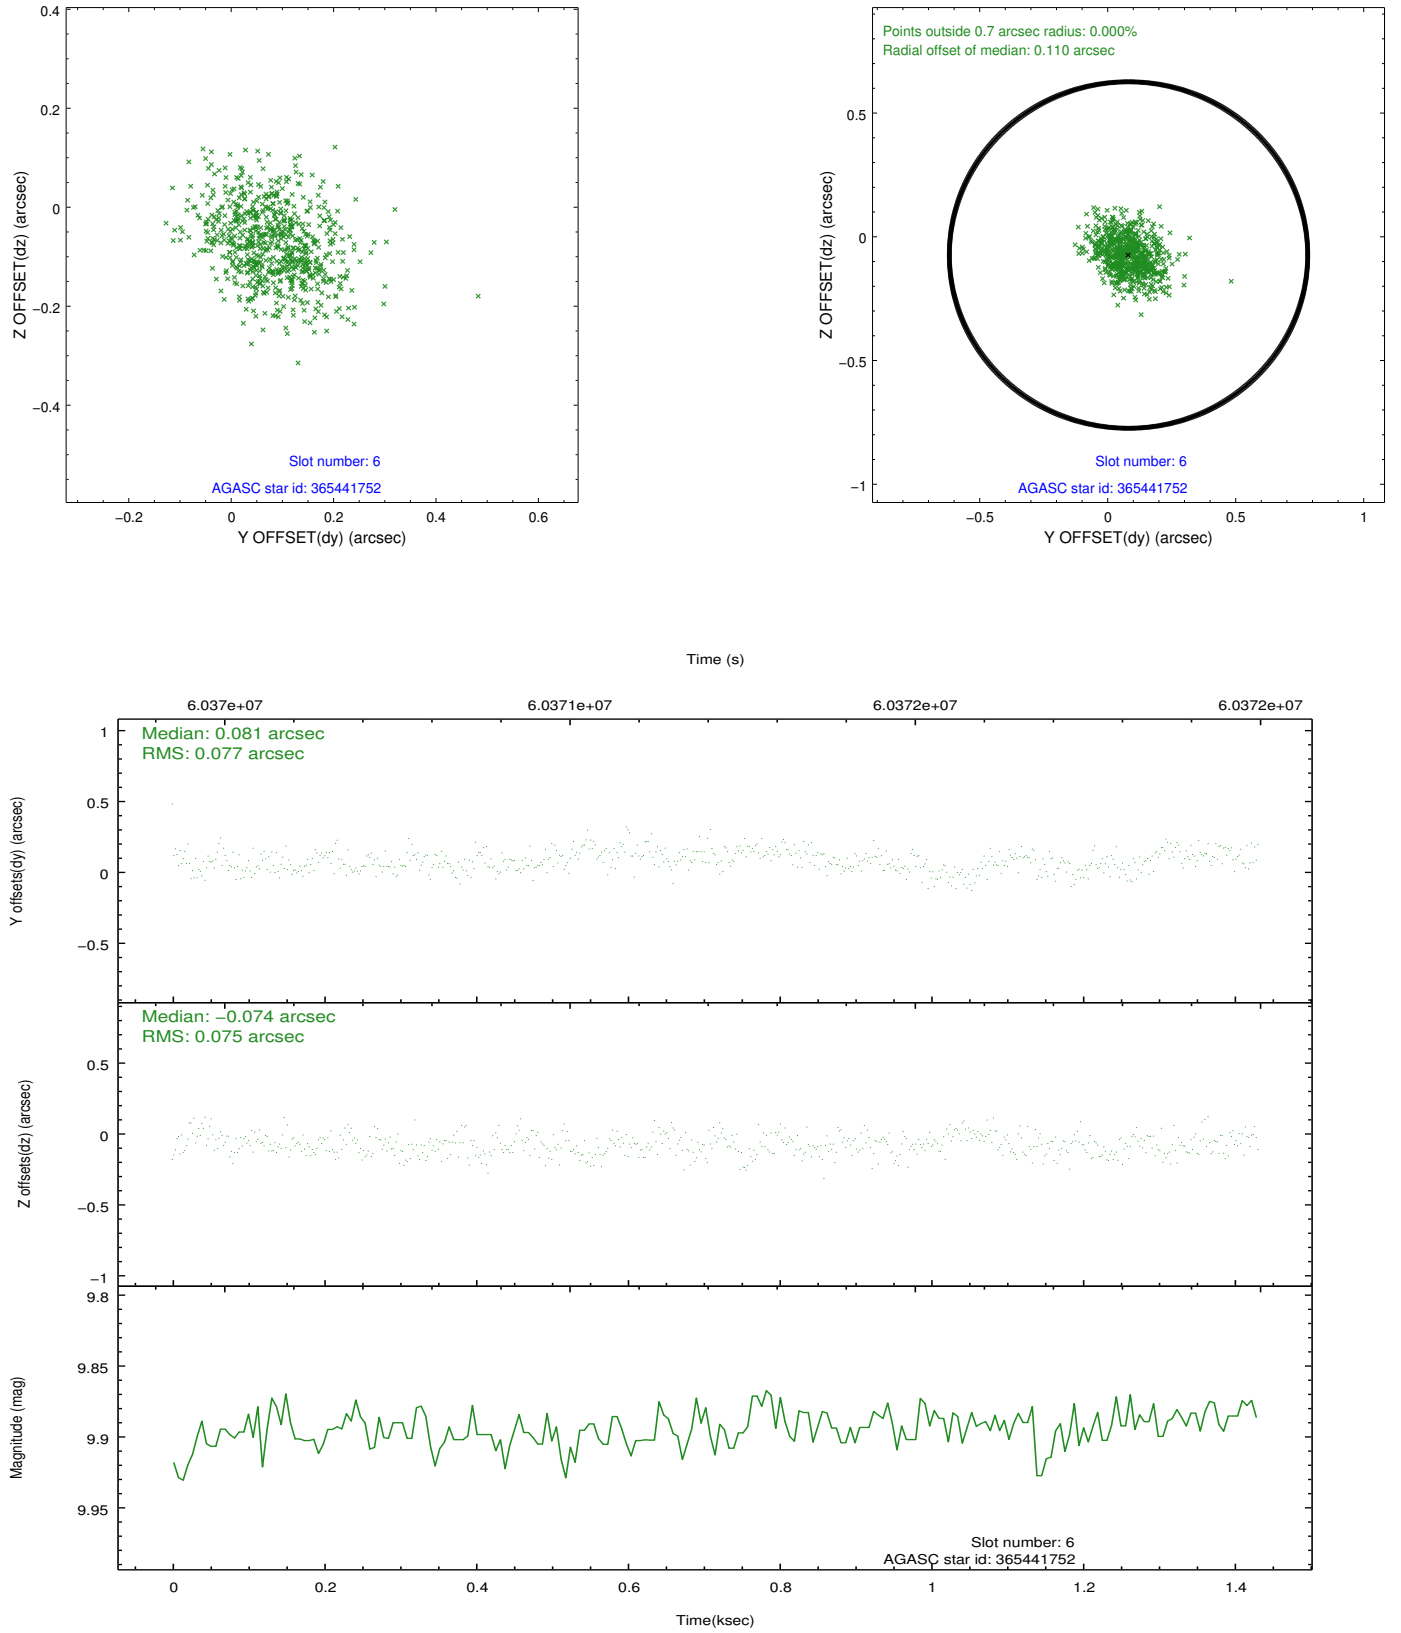 0.4
0.2
0
−0.2
−0.4
Z OFFSET(dz) (arcsec)
Slot number: 6
AGASC star id: 365441752
−0.2 0 0.2 0.4 0.6
Y OFFSET(dy) (arcsec)
Points outside 0.7 arcsec radius: 0.000%
Radial offset of median: 0.110 arcsec
0.5
0
−0.5
−1
Z OFFSET(dz) (arcsec)
Slot number: 6
AGASC star id: 365441752
−0.5 0 0.5 1
Y OFFSET(dy) (arcsec)
Time (s)
6.037e+07 6.0371e+07 6.0372e+07 6.0372e+07
Median: 0.081 arcsec
RMS: 0.077 arcsec
1
0.5
0
−0.5
Y offsets(dy) (arcsec)
Median: −0.074 arcsec
RMS: 0.075 arcsec
0.5
0
−0.5
−1
Z offsets(dz) (arcsec)
9.8
9.85
9.9
9.95
Magnitude (mag)
Slot number: 6
AGASC star id: 365441752
0 0.2 0.4 0.6 0.8 1 1.2 1.4
Time(ksec)